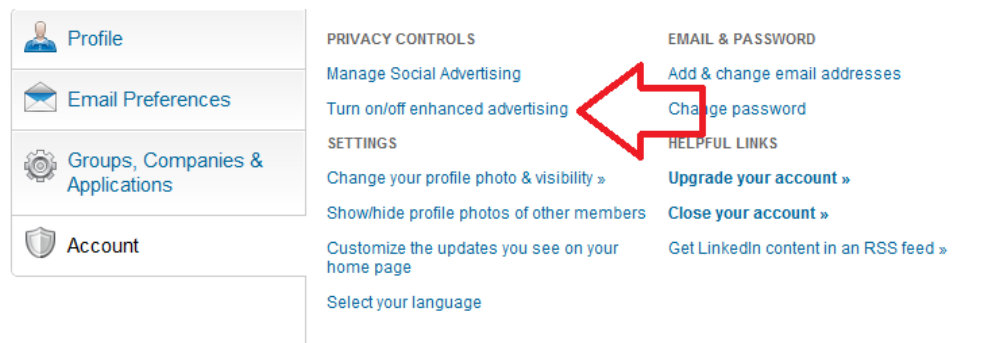 Profile
Email Preferences
Groups, Companies &
Applications
Account
PRIVACY CONTROLS
Manage Social Advertising
Turn on/off enhanced advertising
SETTINGS
Change your profile photo & visibility »
Show/hide profile photos of other members
Customize the updates you see on your
home page
Select your language
EMAIL & PASSWORD
Add & change email addresses
Change password
HELPFUL LINKS
Upgrade your account »
Close your account »
Get LinkedIn content in an RSS feed »